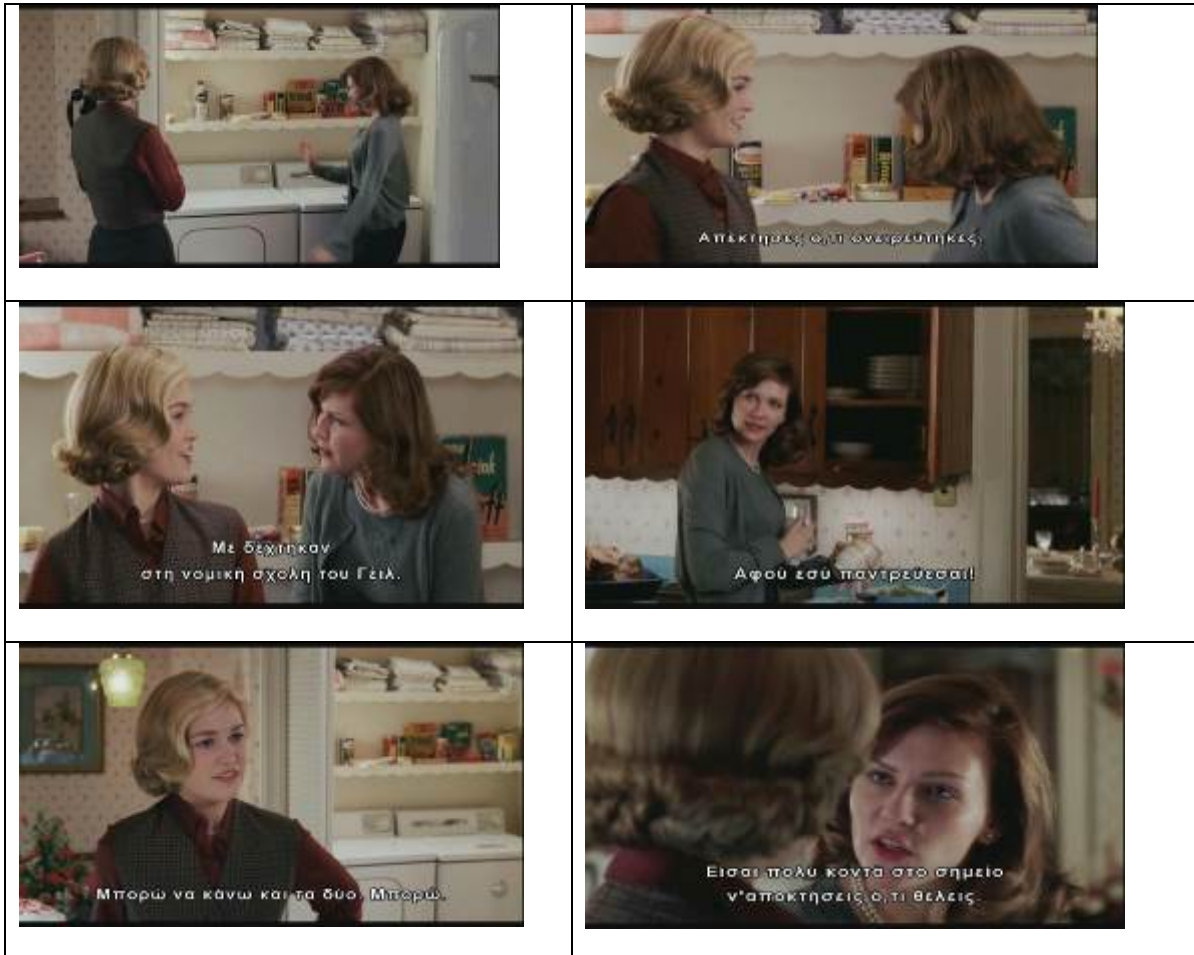 Απέκτησες ό,τι ονειρεύτηκες.
Με δέχτηκαν
στη νομική σχολή του Γέιλ.
Αφού εσύ παντρεύεσαι!
Μπορώ να κάνω και τα δύο. Μπορώ.
Είσαι πολύ κοντά στο σημείο
ν'αποκτήσεις ό,τι θέλεις.